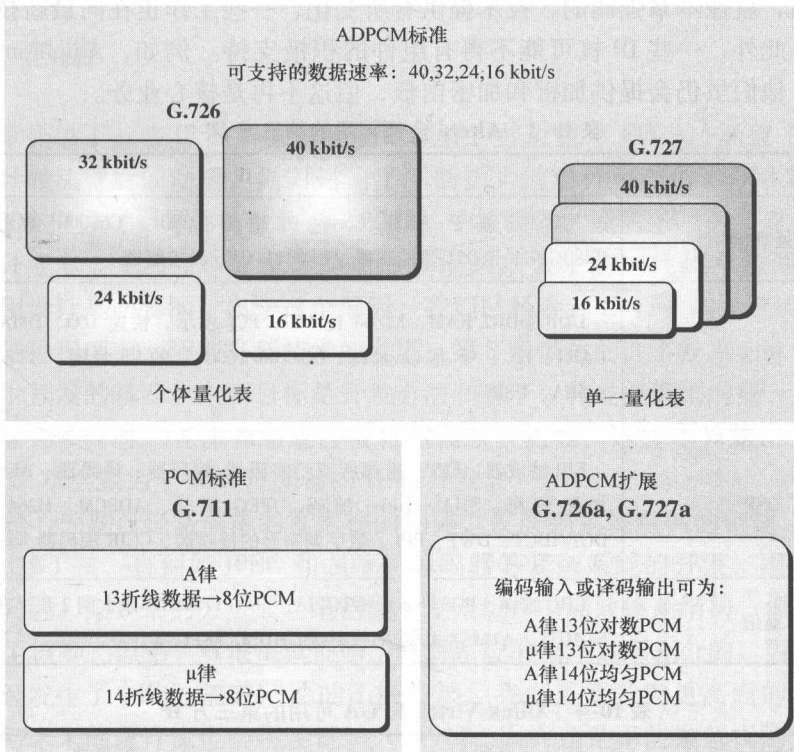 ADPCM标准
可支持的数据速率：40,32,24,16 kbit/s
G.726
32 kbit/s
40 kbit/s
24 kbit/s
16 kbit/s
个体量化表
G.727
40 kbit/s
24 kbit/s
16 kbit/s
单一量化表
PCM标准
G.711
A律
13折线数据→8位PCM
μ律
14折线数据→8位PCM
ADPCM扩展
G.726a, G.727a
编码输入或译码输出可为：
A律13位对数PCM
μ律13位对数PCM
A律14位均匀PCM
μ律14位均匀PCM